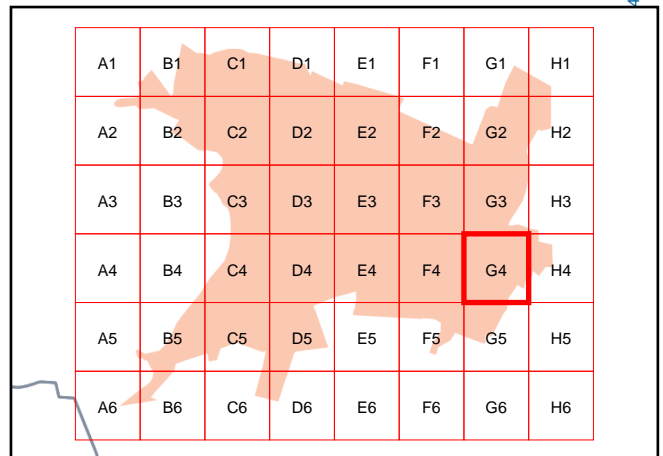 4
A1 B1 C1 D1 E1 F1 G1 H1
A2 B2 C2 D2 E2 F2 G2 H2
A3 B3 C3 D3 E3 F3 G3 H3
A4 B4 C4 D4 E4 F4 G4 H4
A5 B5 C5 D5 E5 F5 G5 H5
A6 B6 C6 D6 E6 F6 G6 H6